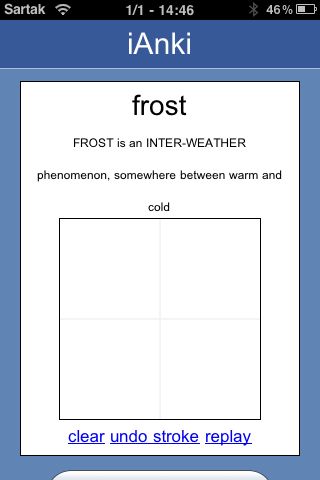 Sartak 1/1 - 14:46 46%
iAnki
frost
FROST is an INTER-WEATHER
phenomenon, somewhere between warm and
cold
clear undo stroke replay